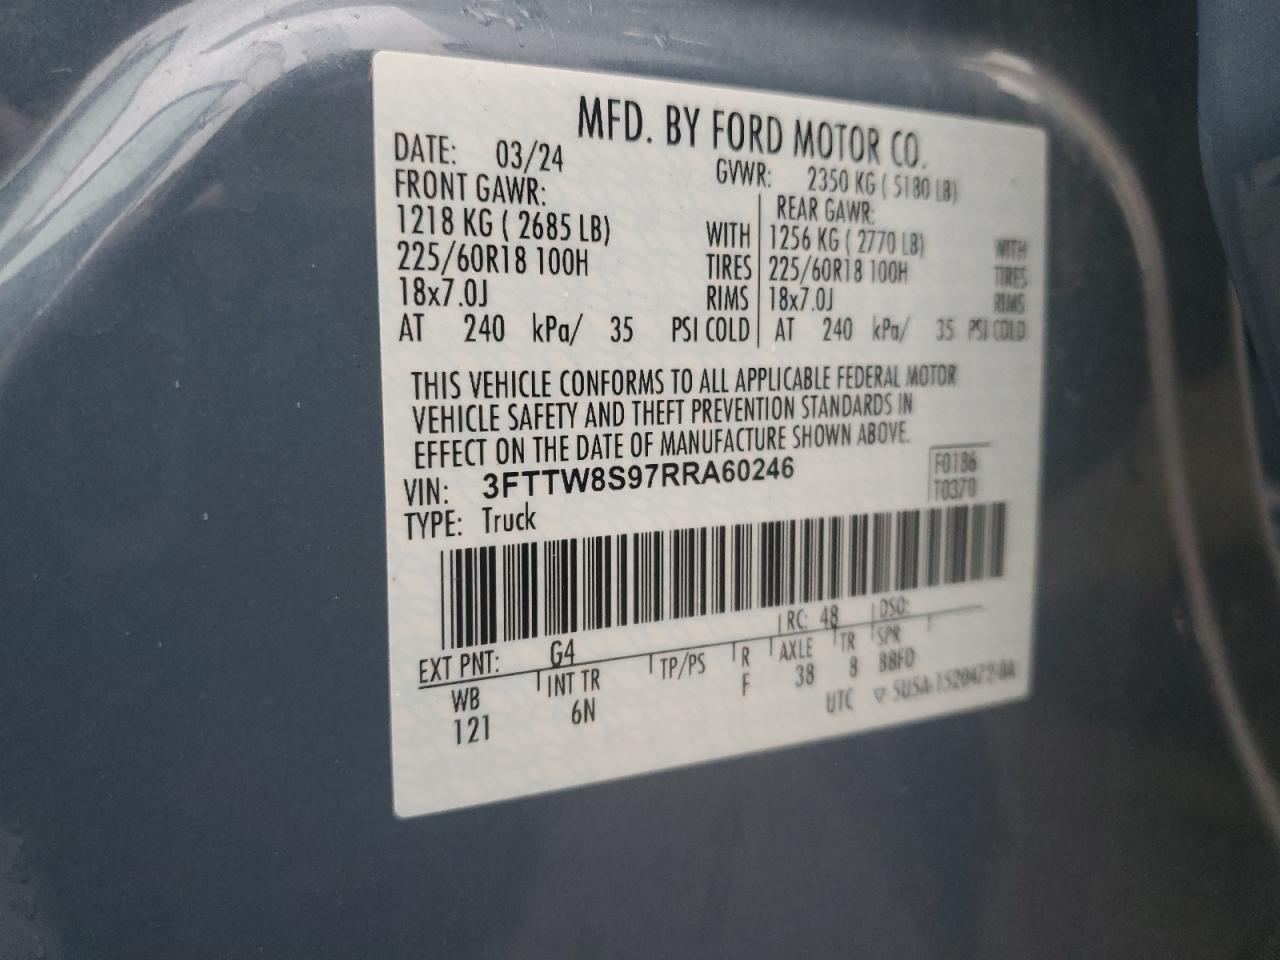 MFD. BY FORD MOTOR CO.
DATE: 03/24 GVWR: 2350 KG ( 5180 LB)
FRONT GAWR: REAR GAWR:
1218 KG ( 2685 LB) WITH 1256 KG ( 2770 LB) WITH
225/60R18 100H TIRES 225/60R18 100H TIRES
18x7.0J RIMS 18x7.0J RIMS
AT 240 kPa/ 35 PSI COLD AT 240 kPa/ 35 PSI COLD
THIS VEHICLE CONFORMS TO ALL APPLICABLE FEDERAL MOTOR
VEHICLE SAFETY AND THEFT PREVENTION STANDARDS IN
EFFECT ON THE DATE OF MANUFACTURE SHOWN ABOVE.
VIN: 3FTTW8S97RRA60246 F0186
TYPE: Truck T0370
EXT PNT: G4 RC: 48 DSO:
WB INT TR TP/PS R AXLE TR SPR
121 6N F 38 8 BBFD
UTC ▽ 5U5A-1520472-BA